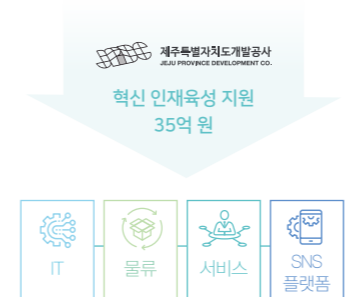 제주특별자치도개발공사
JEJU PROVINCE DEVELOPMENT CO.
혁신 인재육성 지원
35억 원
IT
물류
서비스
SNS
플랫폼